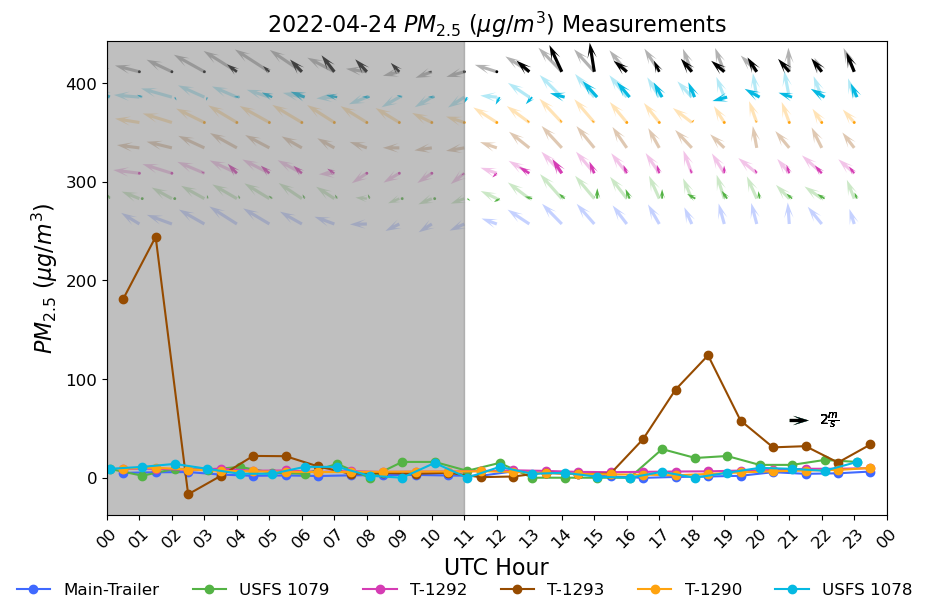 2022-04-24 PM2.5 (μg/m³) Measurements
PM2.5 (μg/m³)
400
300
200
100
0
2 m/s
00 01 02 03 04 05 06 07 08 09 10 11 12 13 14 15 16 17 18 19 20 21 22 23 00
UTC Hour
Main-Trailer USFS 1079 T-1292 T-1293 T-1290 USFS 1078